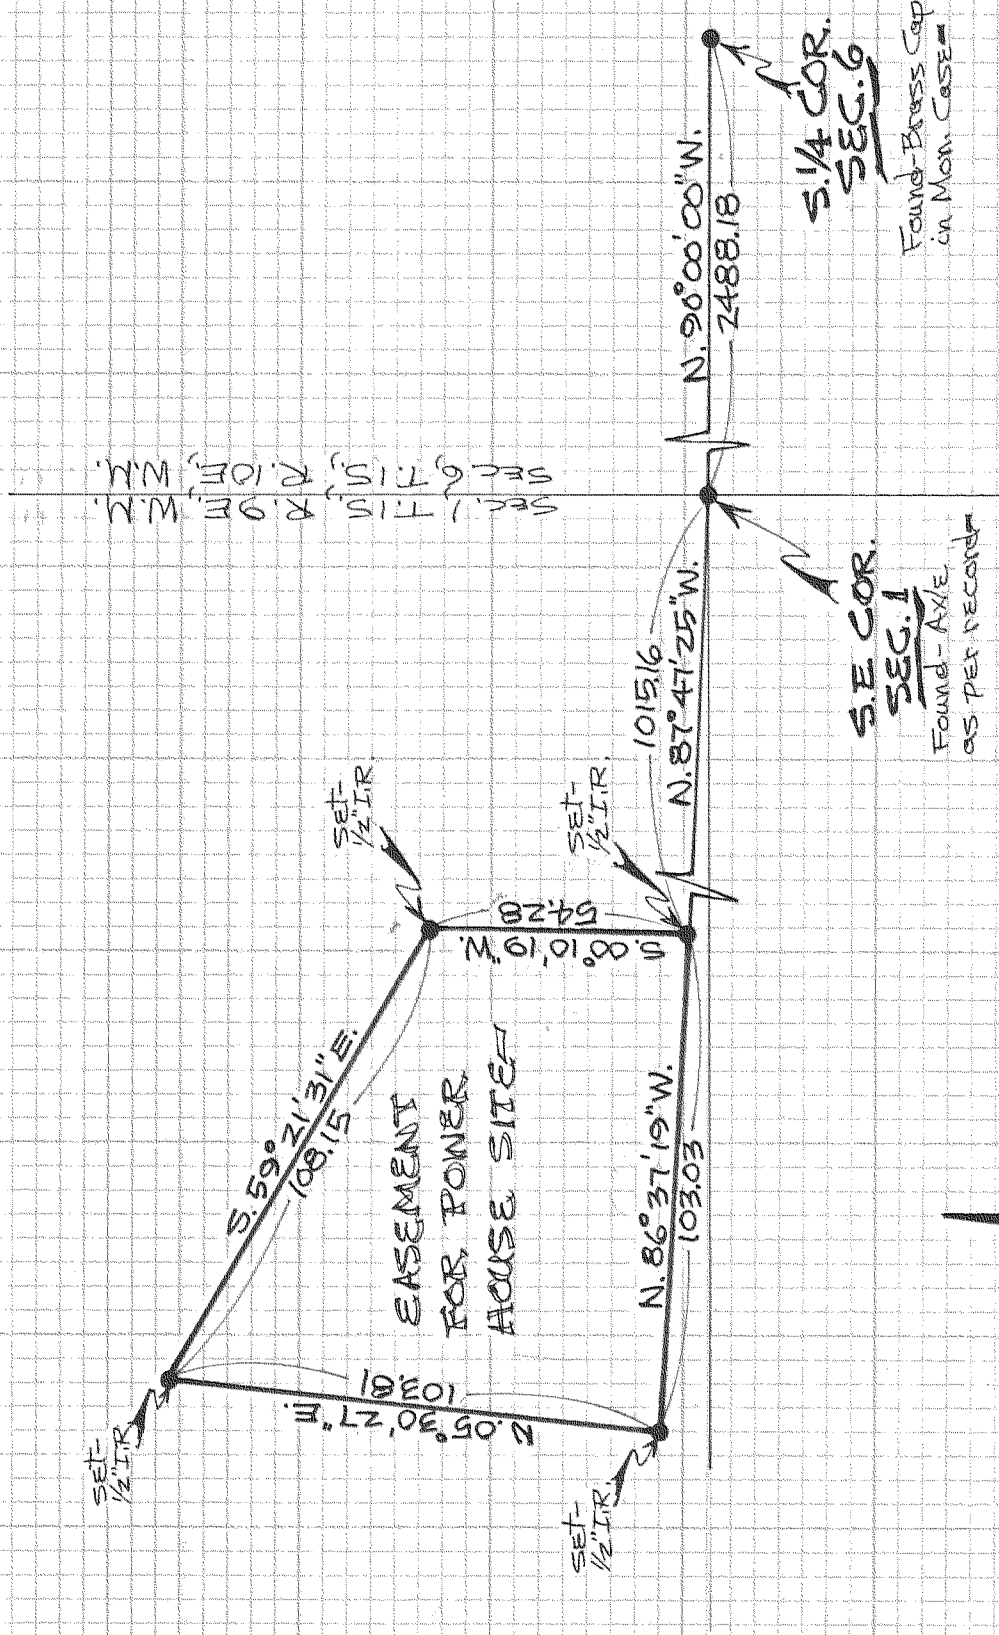 SEC. 1, T.1S., R.9E., W.M.
SEC. 6, T.1S., R.10E., W.M.
SET-
1/2" I.R.
S. 59° 21' 31" E.
108.15
SET-
1/2" I.R.
N. 05° 30' 27" E.
103.81
EASEMENT
FOR POWER
HOUSE SITE
S. 00° 10' 19" W.
54.28
SET-
1/2" I.R.
SET-
1/2" I.R.
N. 86° 37' 19" W.
103.03
1015.16
N. 87° 47' 25" W.
N. 90° 00' 00" W.
2488.18
S.E COR.
SEC. 1
Found - Axle
as per record
S. 1/4 COR.
SEC. 6
Found - Brass Cap
in Mon. Case